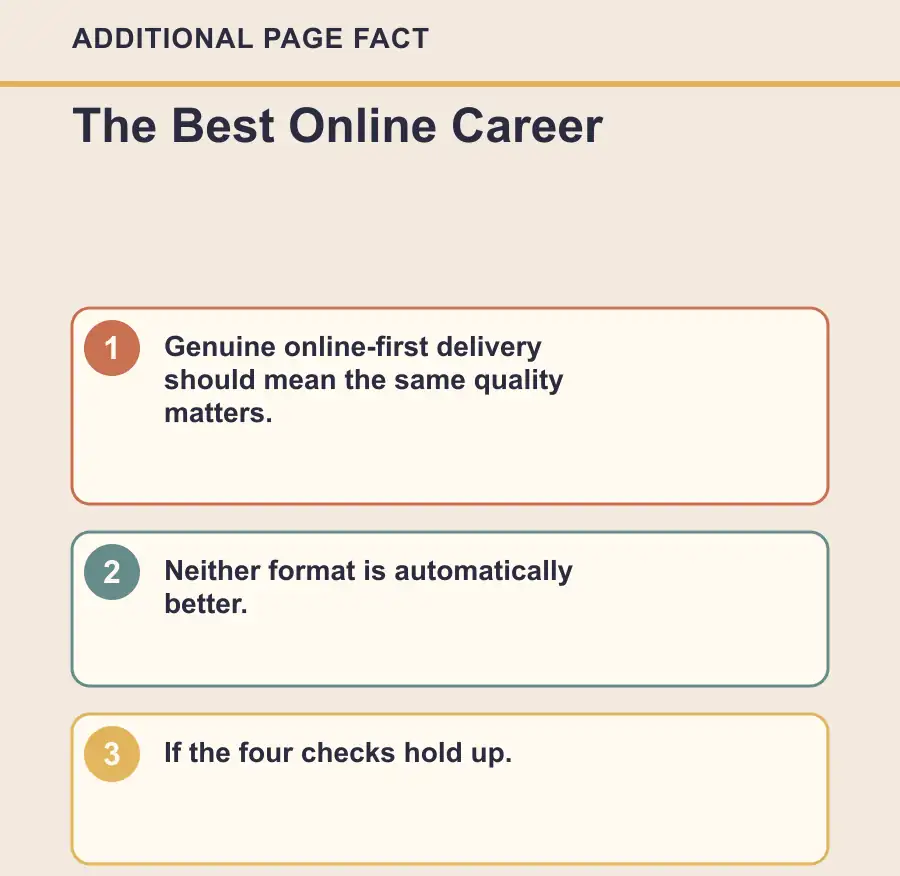 ADDITIONAL PAGE FACT
The Best Online Career
1
Genuine online-first delivery
should mean the same quality
matters.
2
Neither format is automatically
better.
3
If the four checks hold up.